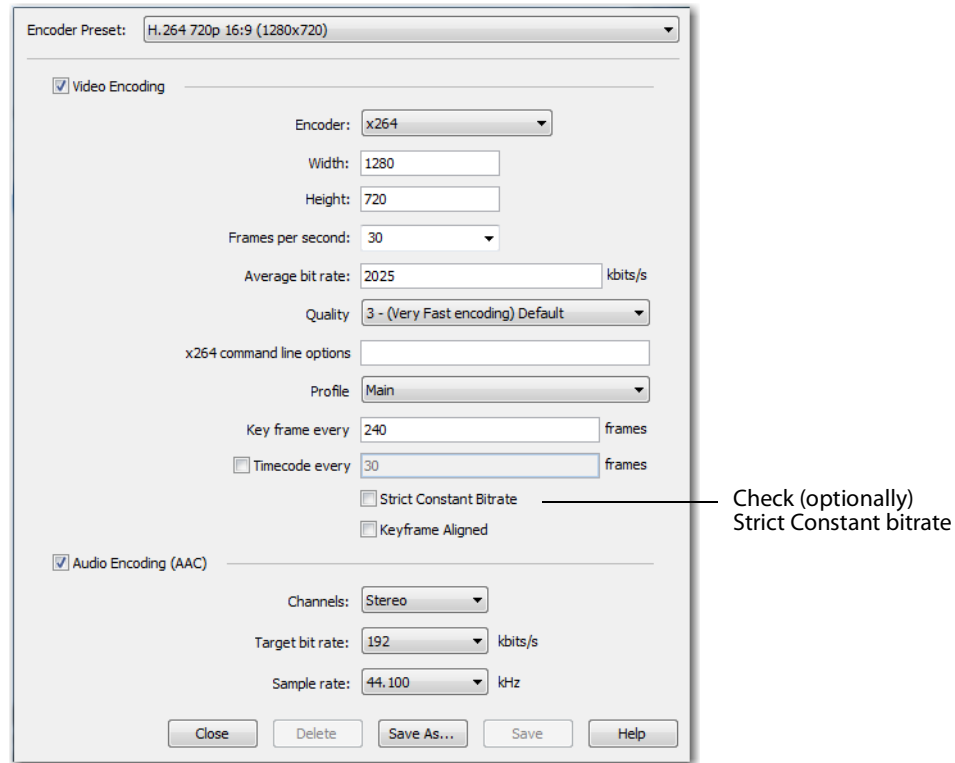 Encoder Preset: H.264 720p 16:9 (1280x720)
Video Encoding
Encoder: x264
Width: 1280
Height: 720
Frames per second: 30
Average bit rate: 2025 kbits/s
Quality 3 - (Very Fast encoding) Default
x264 command line options
Profile Main
Key frame every 240 frames
Timecode every 30 frames
Strict Constant Bitrate
Check (optionally)
Strict Constant bitrate
Keyframe Aligned
Audio Encoding (AAC)
Channels: Stereo
Target bit rate: 192 kbits/s
Sample rate: 44.100 kHz
Close Delete Save As... Save Help